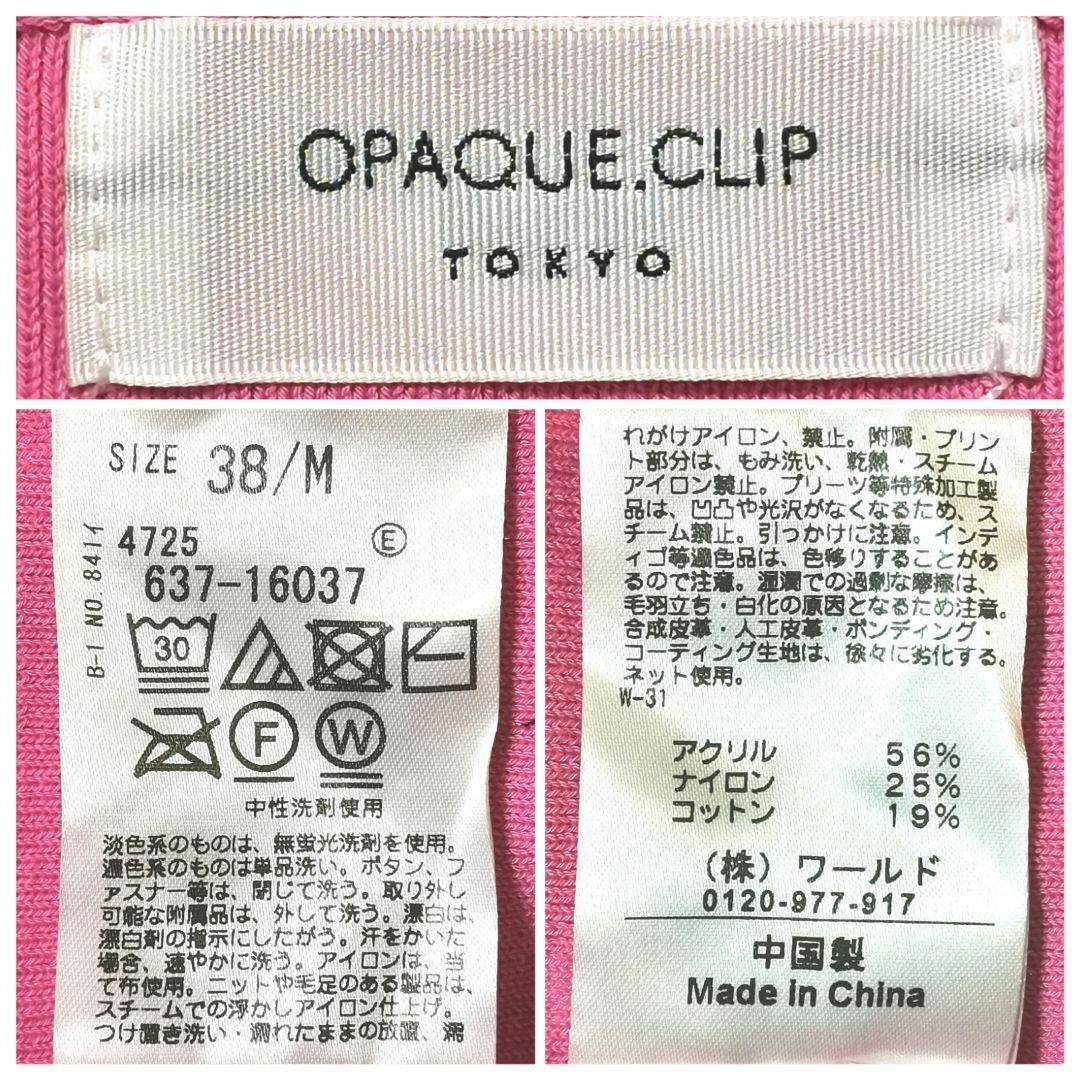 OPAQUE.CLIP
TOKYO
SIZE 38/M
4725 Ⓔ
637-16037
B-1 NO.841イ
30
F W
中性洗剤使用
淡色系のものは、無蛍光洗剤を使用。
濃色系のものは単品洗い。ボタン、フ
ァスナー等は、閉じて洗う。取り外し
可能な附属品は、外して洗う。漂白は、
漂白剤の指示にしたがう。汗をかいた
場合、速やかに洗う。アイロンは、当
て布使用。ニットや毛足のある製品は、
スチームでの浮かしアイロン仕上げ。
つけ置き洗い・濡れたままの放置、濡
れがけアイロン、禁止。附属・プリン
ト部分は、もみ洗い、乾熱・スチーム
アイロン禁止。プリーツ等特殊加工製
品は、凹凸や光沢がなくなるため、ス
チーム禁止。引っかけに注意。インデ
ィゴ等濃色品は、色移りすることがあ
るので注意。湿潤での過剰な摩擦は、
毛羽立ち・白化の原因となるため注意。
合成皮革・人工皮革・ボンディング・
コーティング生地は、徐々に劣化する。
ネット使用。
W-31
アクリル 56%
ナイロン 25%
コットン 19%
(株)ワールド
0120-977-917
中国製
Made in China